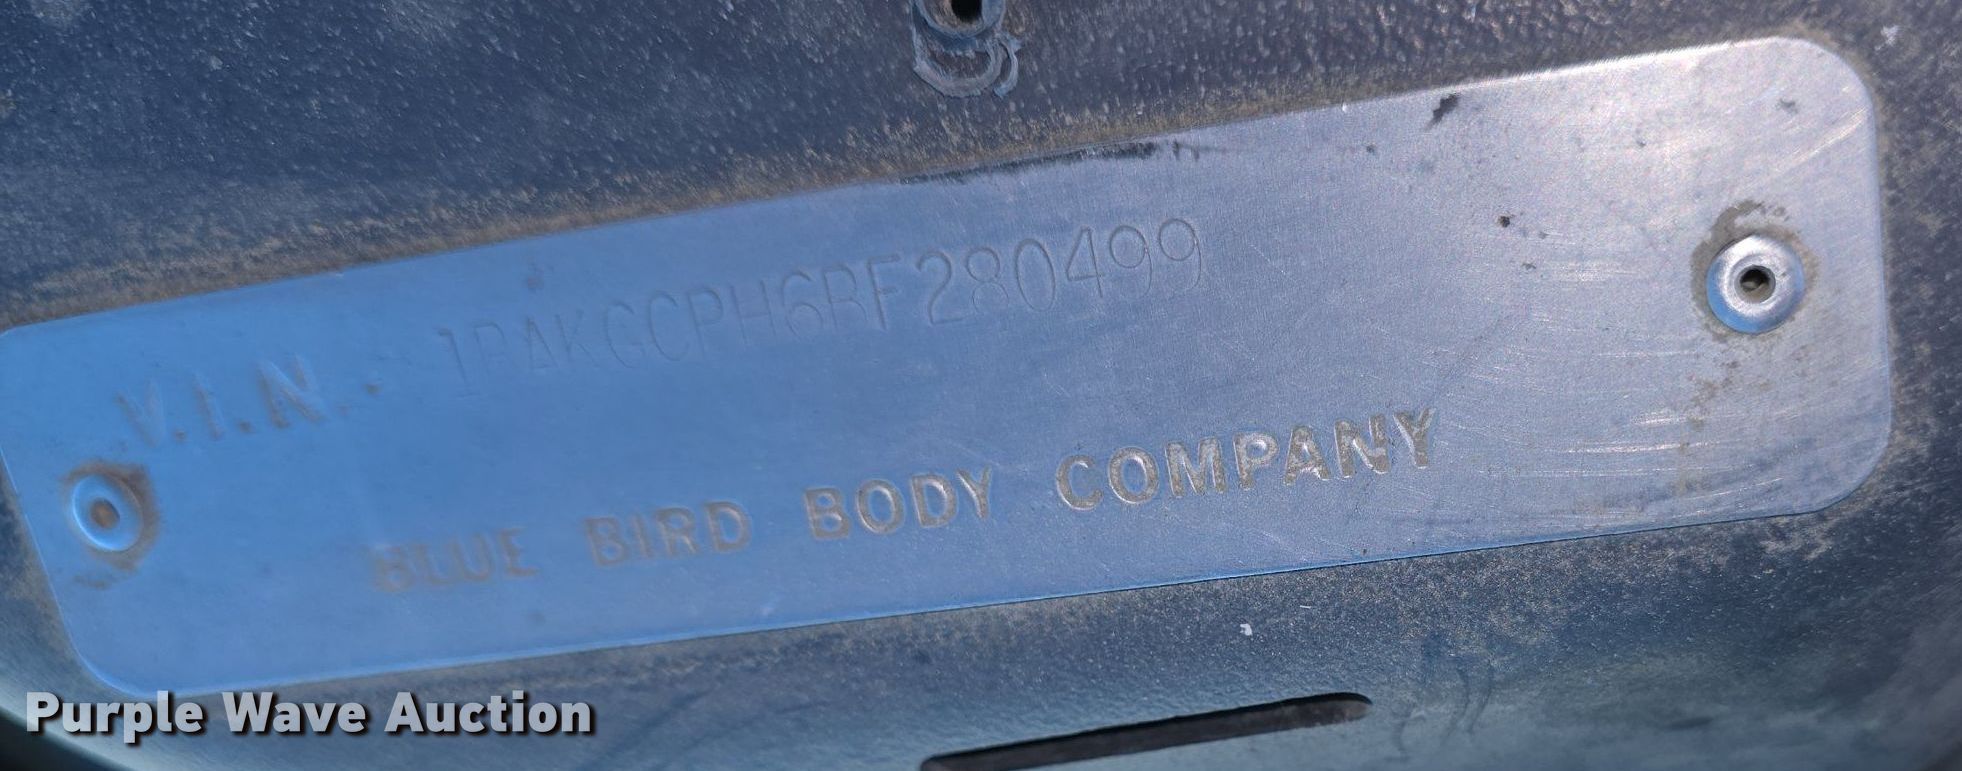 V.I.N. 1BAKGCPH6BF280499
BLUE BIRD BODY COMPANY
Purple Wave Auction